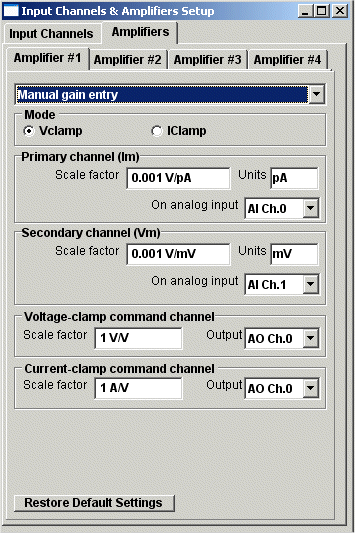 Input Channels & Amplifiers Setup
Input Channels Amplifiers
Amplifier #1 Amplifier #2 Amplifier #3 Amplifier #4
Manual gain entry
Mode
Vclamp IClamp
Primary channel (Im)
Scale factor 0.001 V/pA Units pA
On analog input AI Ch.0
Secondary channel (Vm)
Scale factor 0.001 V/mV Units mV
On analog input AI Ch.1
Voltage-clamp command channel
Scale factor 1 V/V Output AO Ch.0
Current-clamp command channel
Scale factor 1 A/V Output AO Ch.0
Restore Default Settings